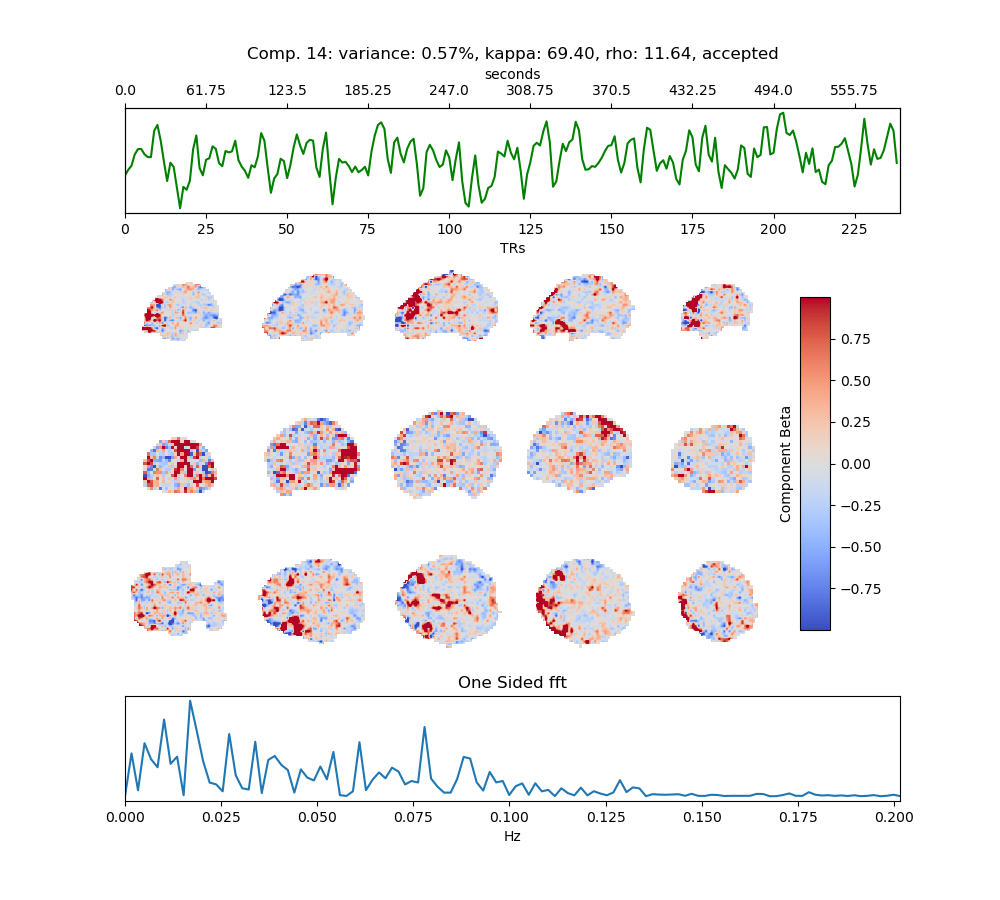 Comp. 14: variance: 0.57%, kappa: 69.40, rho: 11.64, accepted
seconds
0.0 61.75 123.5 185.25 247.0 308.75 370.5 432.25 494.0 555.75
0 25 50 75 100 125 150 175 200 225
TRs
0.75
0.50
0.25
0.00
−0.25
−0.50
−0.75
Component Beta
One Sided fft
0.000 0.025 0.050 0.075 0.100 0.125 0.150 0.175 0.200
Hz